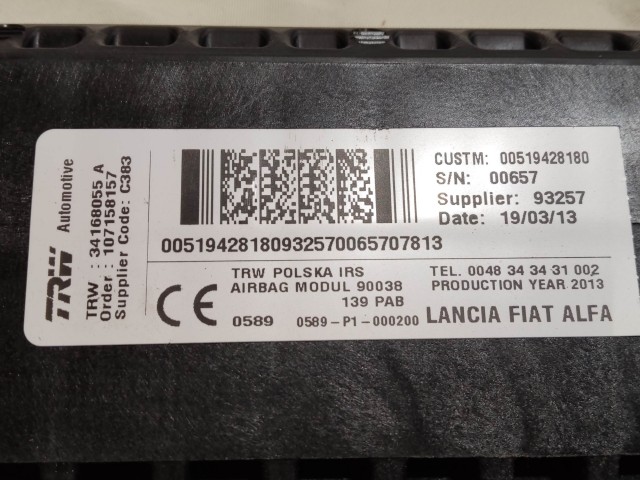 TRW Automotive
TRW : 34168055 A
Order : 107158157
Supplier Code: C383
CUSTM: 00519428180
S/N: 00657
Supplier: 93257
Date: 19/03/13
00519428180932570065707813
CE
TRW POLSKA IRS
AIRBAG MODUL 90038
139 PAB
0589 0589-P1-000200
TEL. 0048 34 34 31 002
PRODUCTION YEAR 2013
LANCIA FIAT ALFA